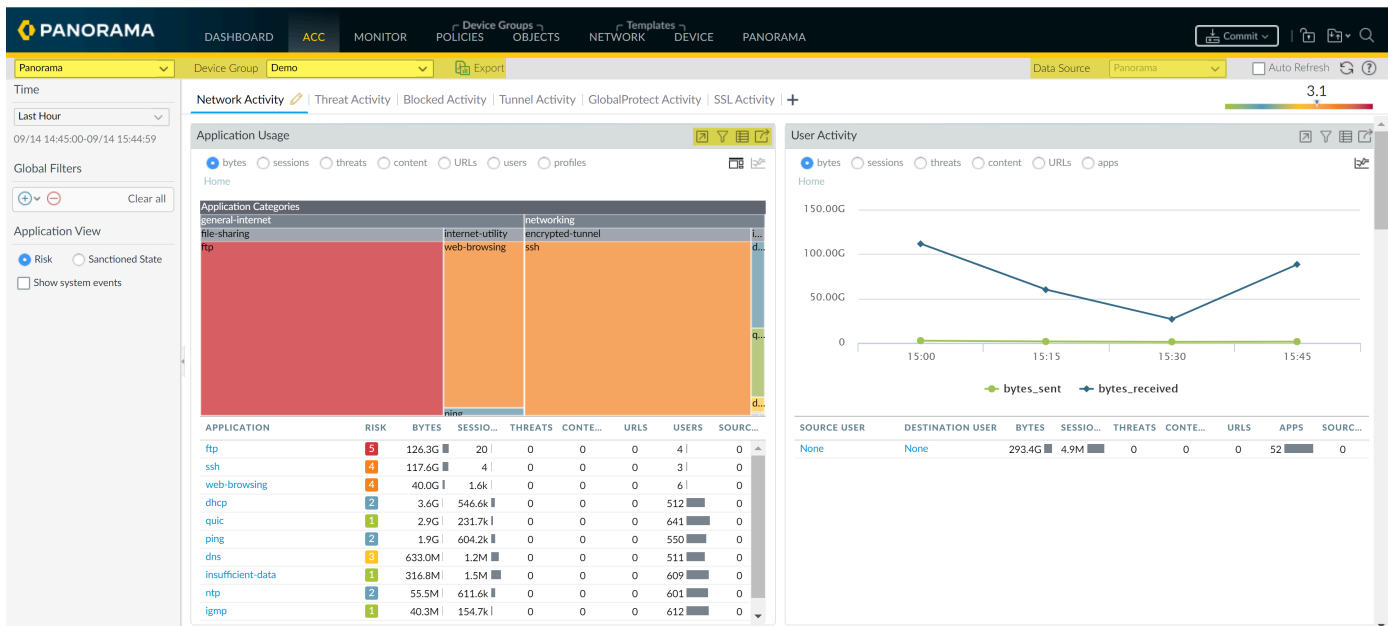 PANORAMA
DASHBOARD ACC MONITOR Device Groups POLICIES OBJECTS Templates NETWORK DEVICE PANORAMA Commit
Panorama Device Group Demo Export Data Source Panorama Auto Refresh
Time
Last Hour
09/14 14:45:00-09/14 15:44:59
Global Filters
Clear all
Application View
Risk Sanctioned State
Show system events
Network Activity Threat Activity Blocked Activity Tunnel Activity GlobalProtect Activity SSL Activity
3.1
Application Usage
bytes sessions threats content URLs users profiles
Home
Application Categories
general-internet networking
file-sharing internet-utility encrypted-tunnel i...
ftp web-browsing ssh d...
q...
ping d...
APPLICATION RISK BYTES SESSIO... THREATS CONTE... URLS USERS SOURC...
ftp 5 126.3G 20 0 0 0 4 0
ssh 4 117.6G 4 0 0 0 3 0
web-browsing 4 40.0G 1.6k 0 0 0 6 0
dhcp 2 3.6G 546.6k 0 0 0 512 0
quic 1 2.9G 231.7k 0 0 0 641 0
ping 2 1.9G 604.2k 0 0 0 550 0
dns 3 633.0M 1.2M 0 0 0 511 0
insufficient-data 1 316.8M 1.5M 0 0 0 609 0
ntp 2 55.5M 611.6k 0 0 0 601 0
igmp 1 40.3M 154.7k 0 0 0 612 0
User Activity
bytes sessions threats content URLs apps
Home
150.00G
100.00G
50.00G
0
15:00 15:15 15:30 15:45
bytes_sent bytes_received
SOURCE USER DESTINATION USER BYTES SESSIO... THREATS CONTE... URLS APPS SOURC...
None None 293.4G 4.9M 0 0 0 52 0